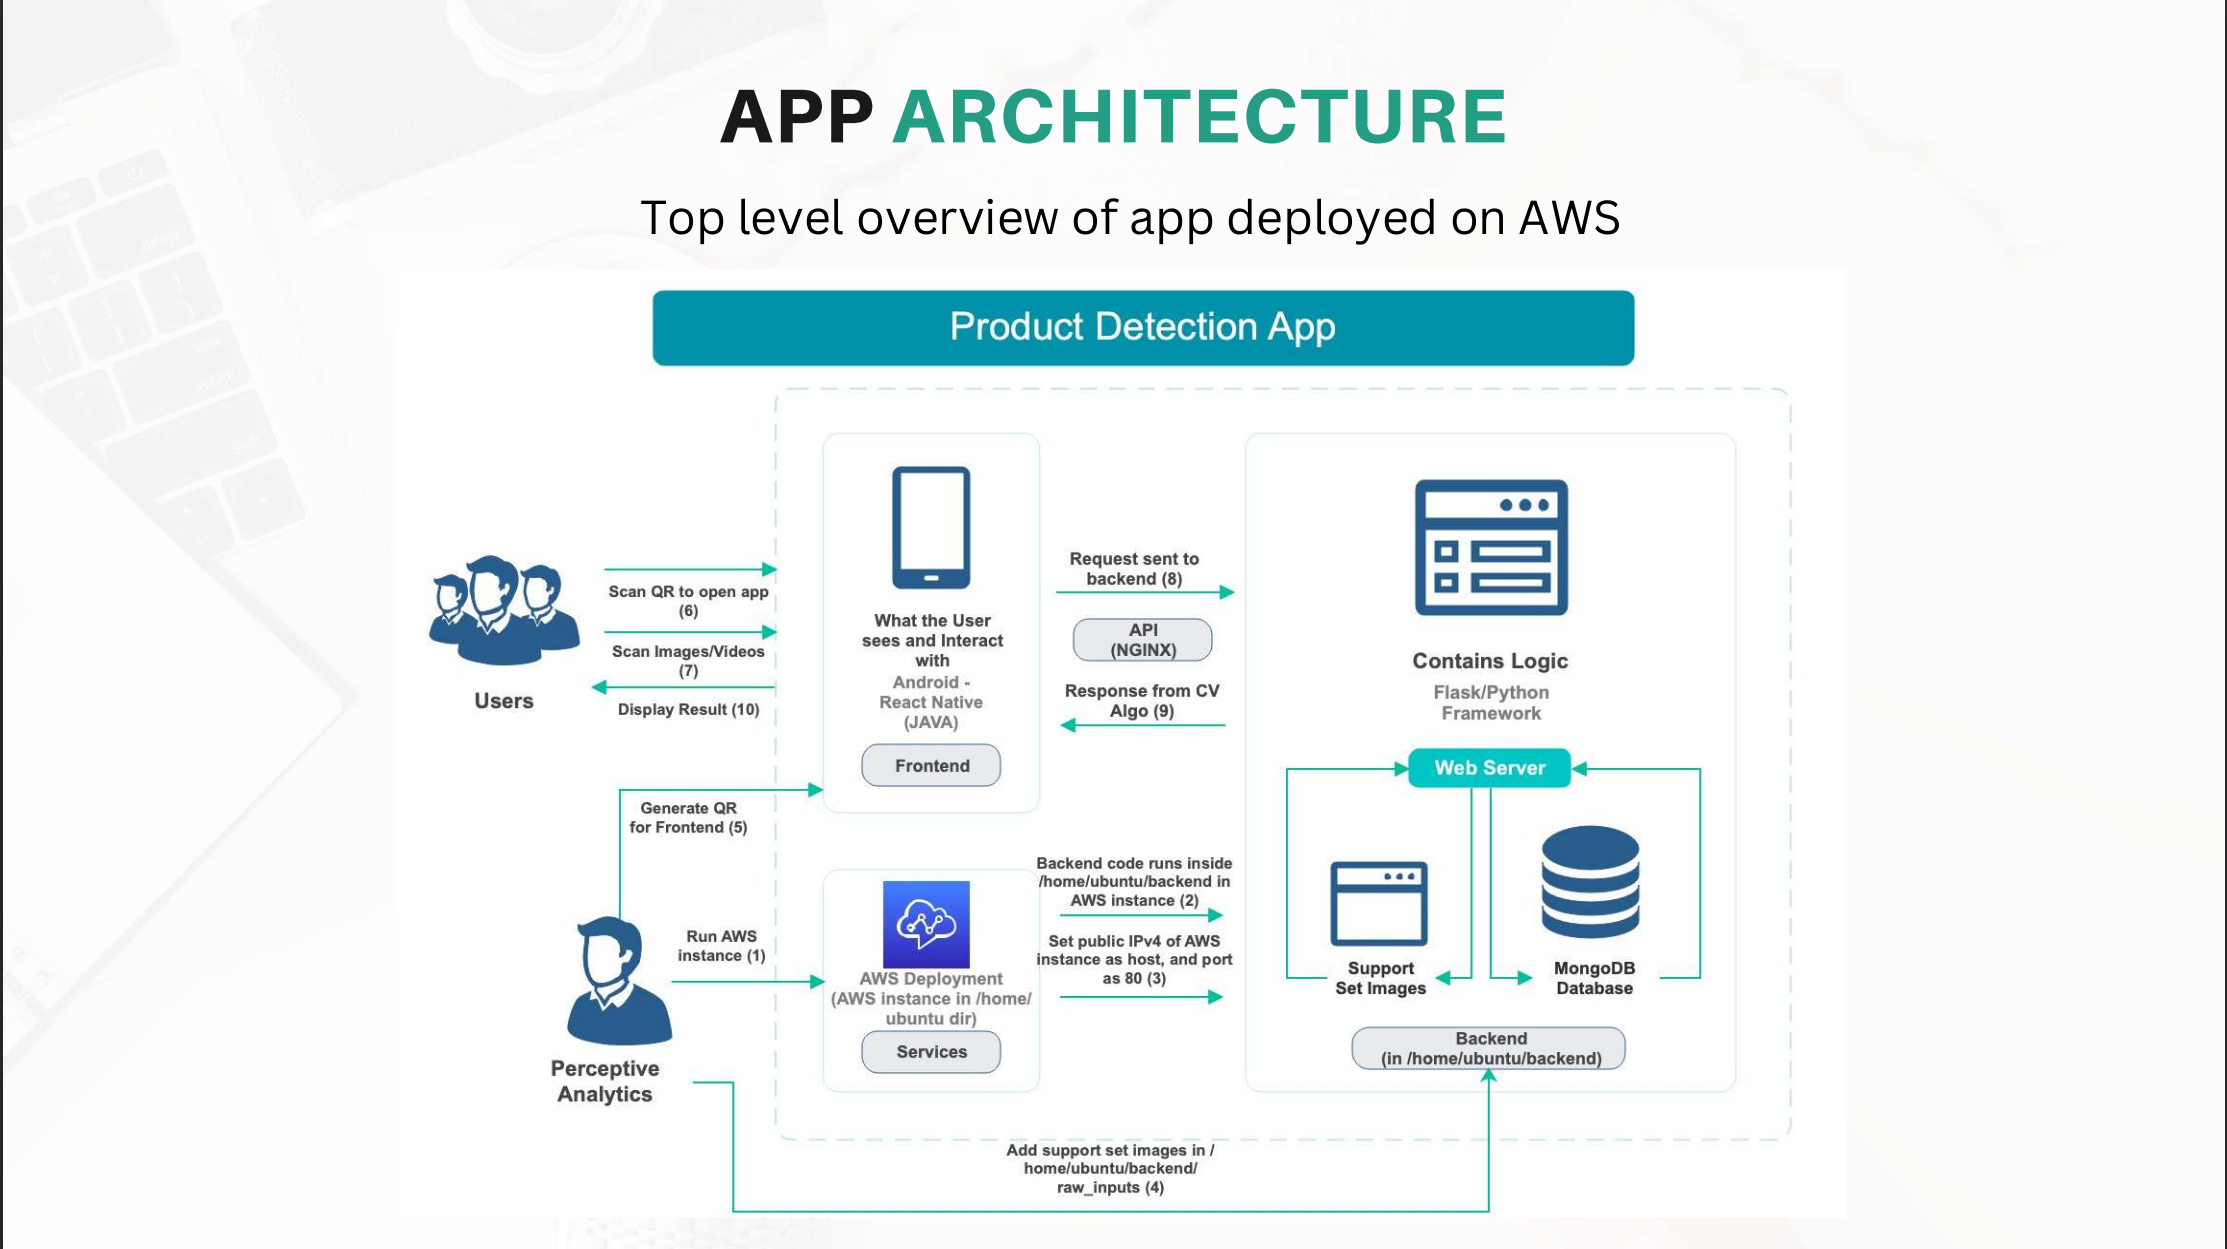 APP ARCHITECTURE
Top level overview of app deployed on AWS
Product Detection App
Scan QR to open app
(6)
Scan Images/Videos
(7)
Display Result (10)
Users
What the User
sees and Interact
with
Android -
React Native
(JAVA)
Frontend
Request sent to
backend (8)
API
(NGINX)
Response from CV
Algo (9)
Contains Logic
Flask/Python
Framework
Web Server
Support
Set Images
MongoDB
Database
Backend
(in /home/ubuntu/backend)
Generate QR
for Frontend (5)
Run AWS
instance (1)
Perceptive
Analytics
AWS Deployment
(AWS instance in /home/
ubuntu dir)
Services
Backend code runs inside
/home/ubuntu/backend in
AWS instance (2)
Set public IPv4 of AWS
instance as host, and port
as 80 (3)
Add support set images in /
home/ubuntu/backend/
raw_inputs (4)